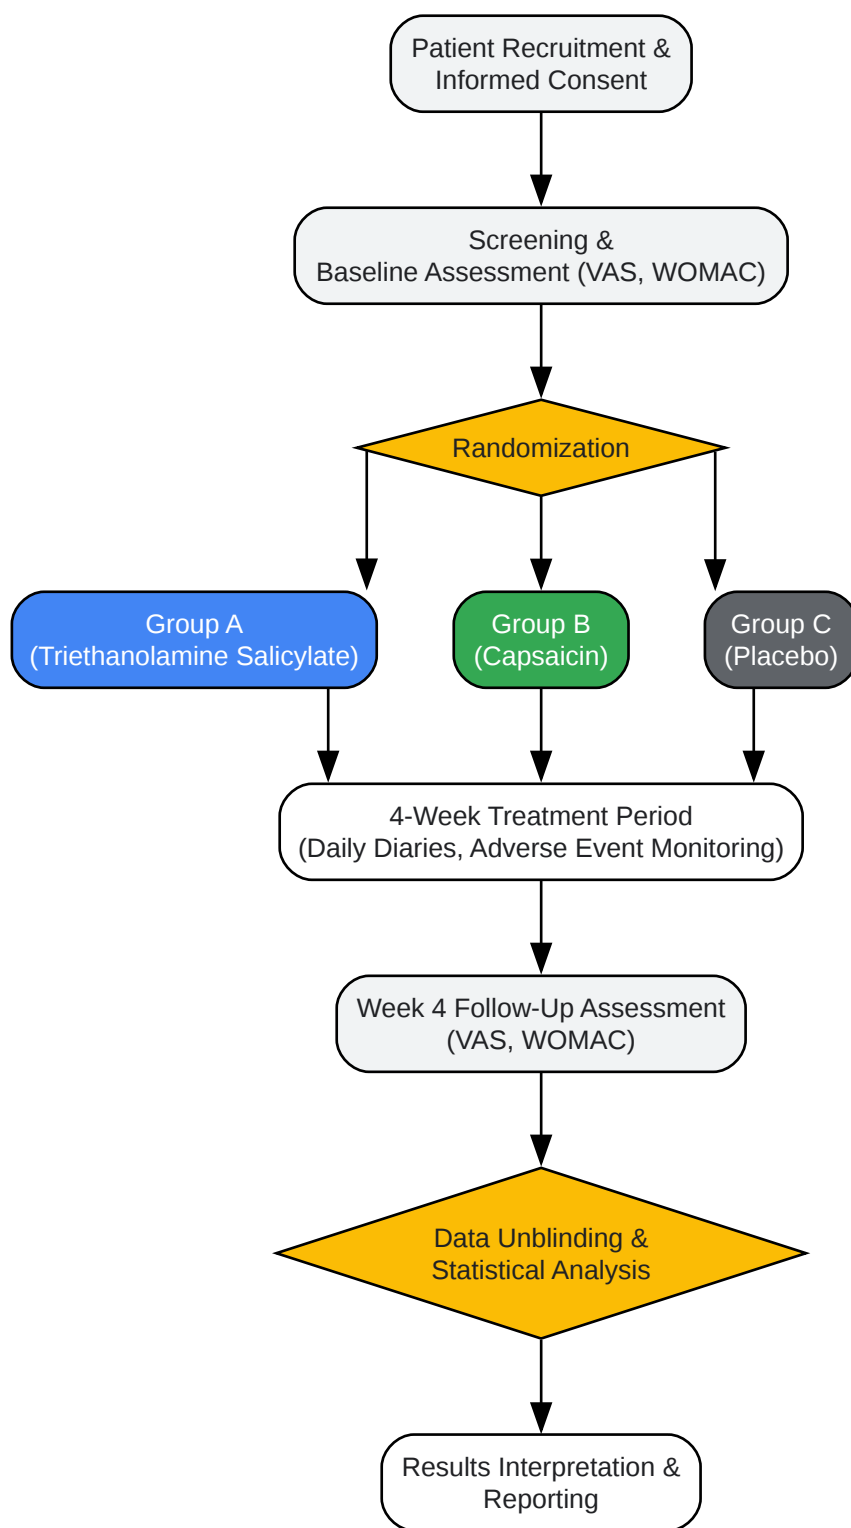 Patient Recruitment &
Informed Consent
Screening &
Baseline Assessment (VAS, WOMAC)
Randomization
Group A
(Triethanolamine Salicylate)
Group B
(Capsaicin)
Group C
(Placebo)
4-Week Treatment Period
(Daily Diaries, Adverse Event Monitoring)
Week 4 Follow-Up Assessment
(VAS, WOMAC)
Data Unblinding &
Statistical Analysis
Results Interpretation &
Reporting